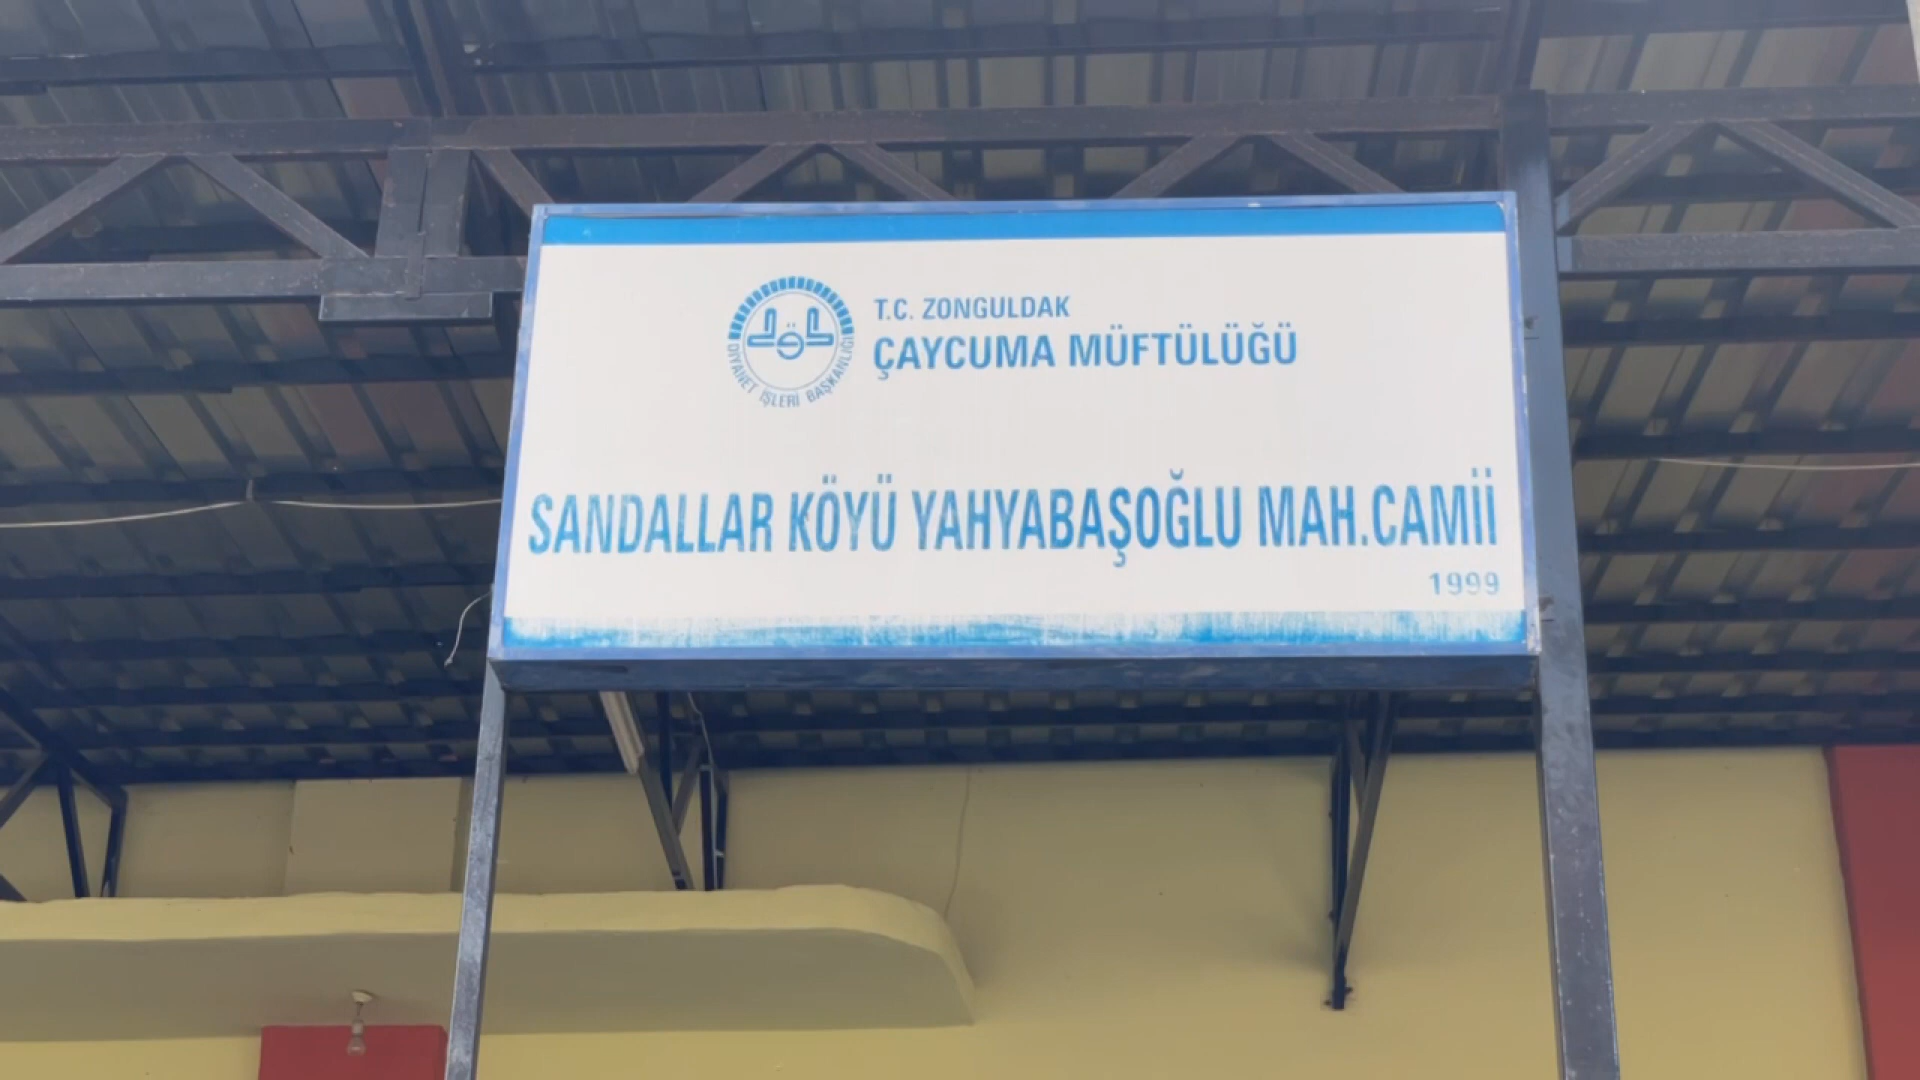 T.C. ZONGULDAK
ÇAYCUMA MÜFTÜLÜĞÜ
DİYANET İŞLERİ BAŞKANLIĞI
SANDALLAR KÖYÜ YAHYABAŞOĞLU MAH.CAMİİ
1999